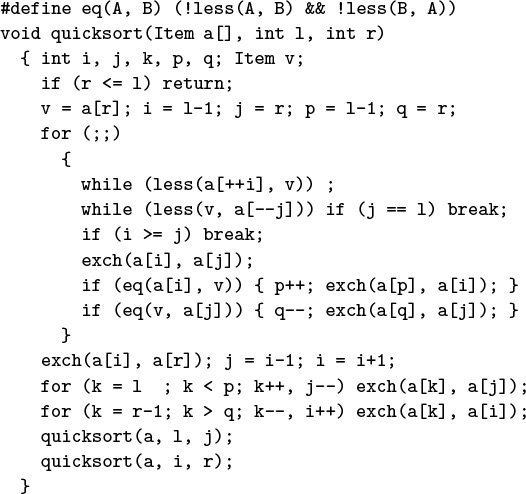 #define eq(A, B) (!less(A, B) && !less(B, A))
void quicksort(Item a[], int l, int r)
  { int i, j, k, p, q; Item v;
    if (r <= l) return;
    v = a[r]; i = l-1; j = r; p = l-1; q = r;
    for (;;)
      {
        while (less(a[++i], v)) ;
        while (less(v, a[--j])) if (j == l) break;
        if (i >= j) break;
        exch(a[i], a[j]);
        if (eq(a[i], v)) { p++; exch(a[p], a[i]); }
        if (eq(v, a[j])) { q--; exch(a[q], a[j]); }
      }
    exch(a[i], a[r]); j = i-1; i = i+1;
    for (k = l  ; k < p; k++, j--) exch(a[k], a[j]);
    for (k = r-1; k > q; k--, i++) exch(a[k], a[i]);
    quicksort(a, l, j);
    quicksort(a, i, r);
  }